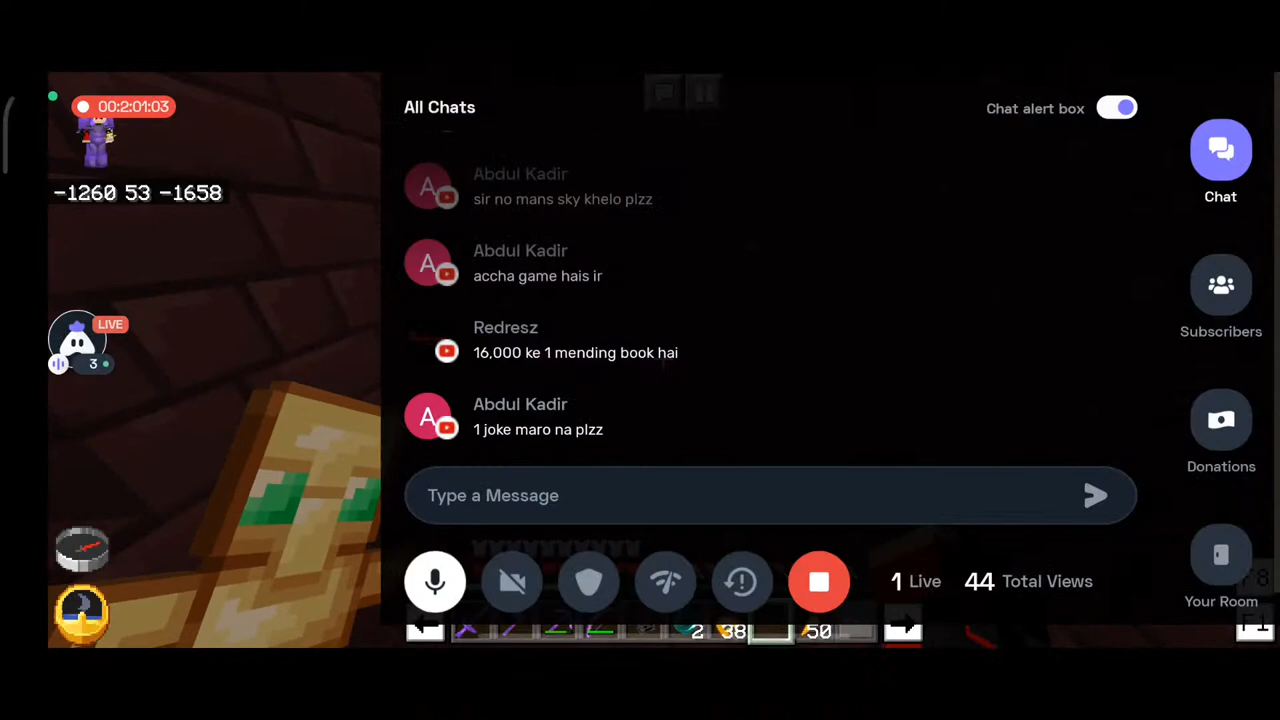 00:2:01:03
-1260 53 -1658
LIVE
3
All Chats
Chat alert box
Abdul Kadir
sir no mans sky khelo plzz
A
Abdul Kadir
accha game hais ir
A
Redresz
16,000 ke 1 mending book hai
Abdul Kadir
1 joke maro na plzz
A
Type a Message
1 Live
44 Total Views
Chat
Subscribers
Donations
Your Room
2
38
50
F8
F1